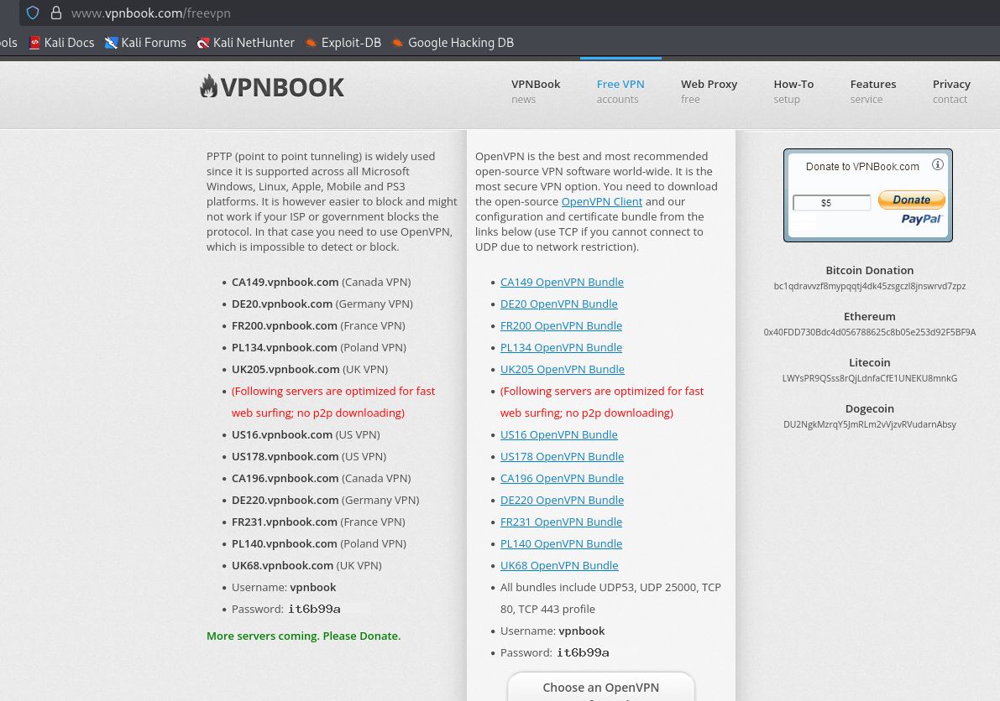 www.vpnbook.com/freevpn
ols Kali Docs Kali Forums Kali NetHunter Exploit-DB Google Hacking DB
VPNBOOK
VPNBook Free VPN Web Proxy How-To Features Privacy
news accounts free setup service contact
PPTP (point to point tunneling) is widely used
since it is supported across all Microsoft
Windows, Linux, Apple, Mobile and PS3
platforms. It is however easier to block and might
not work if your ISP or government blocks the
protocol. In that case you need to use OpenVPN,
which is impossible to detect or block.
CA149.vpnbook.com (Canada VPN)
DE20.vpnbook.com (Germany VPN)
FR200.vpnbook.com (France VPN)
PL134.vpnbook.com (Poland VPN)
UK205.vpnbook.com (UK VPN)
(Following servers are optimized for fast
web surfing; no p2p downloading)
US16.vpnbook.com (US VPN)
US178.vpnbook.com (US VPN)
CA196.vpnbook.com (Canada VPN)
DE220.vpnbook.com (Germany VPN)
FR231.vpnbook.com (France VPN)
PL140.vpnbook.com (Poland VPN)
UK68.vpnbook.com (UK VPN)
Username: vpnbook
Password: it6b99a
More servers coming. Please Donate.
OpenVPN is the best and most recommended
open-source VPN software world-wide. It is the
most secure VPN option. You need to download
the open-source OpenVPN Client and our
configuration and certificate bundle from the
links below (use TCP if you cannot connect to
UDP due to network restriction).
CA149 OpenVPN Bundle
DE20 OpenVPN Bundle
FR200 OpenVPN Bundle
PL134 OpenVPN Bundle
UK205 OpenVPN Bundle
(Following servers are optimized for fast
web surfing; no p2p downloading)
US16 OpenVPN Bundle
US178 OpenVPN Bundle
CA196 OpenVPN Bundle
DE220 OpenVPN Bundle
FR231 OpenVPN Bundle
PL140 OpenVPN Bundle
UK68 OpenVPN Bundle
All bundles include UDP53, UDP 25000, TCP
80, TCP 443 profile
Username: vpnbook
Password: it6b99a
Choose an OpenVPN
Donate to VPNBook.com
$5 Donate
PayPal
Bitcoin Donation
bc1qdravvzf8mypqqtj4dk45zsgczl8jnswrvd7zpz
Ethereum
0x40FDD730Bdc4d056788625c8b05e253d92F5BF9A
Litecoin
LWYsPR9QSss8rQjLdnfaCfE1UNEKU8mnkG
Dogecoin
DU2NgkMzrqY5JmRLm2vVjzvRVudarnAbsy